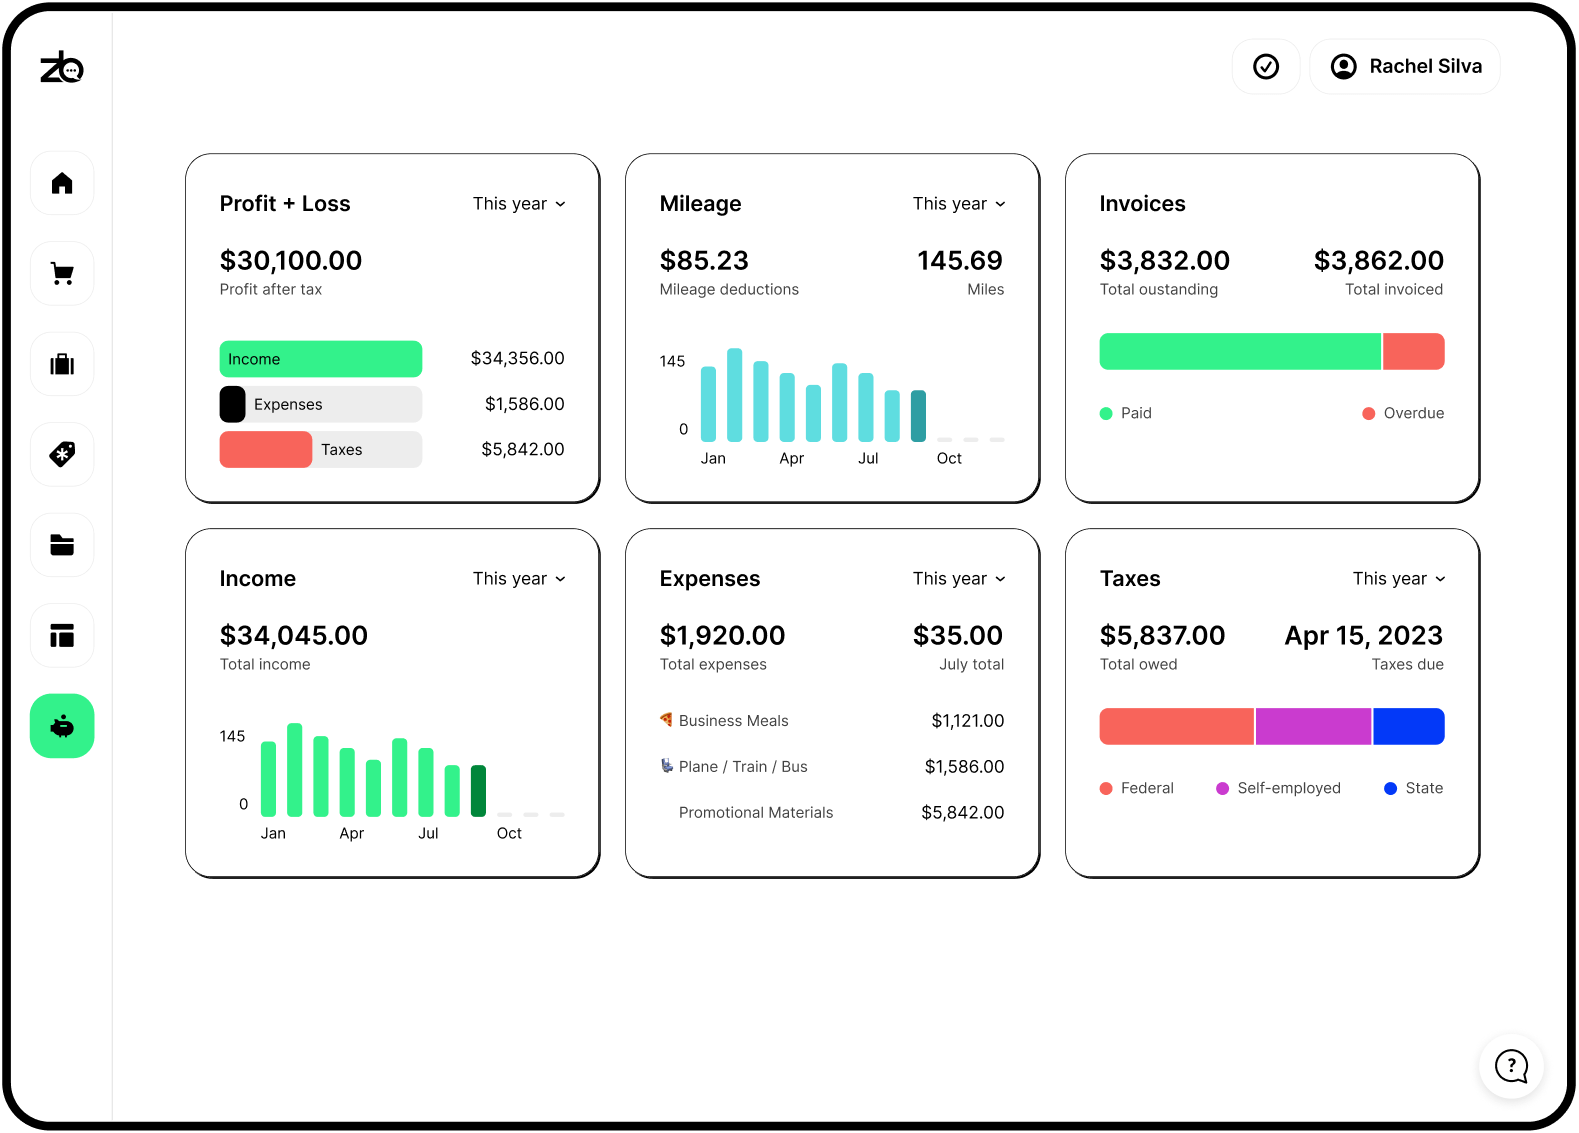 zb
Rachel Silva
Profit + Loss
This year
$30,100.00
Profit after tax
Income
$34,356.00
Expenses
$1,586.00
Taxes
$5,842.00
Mileage
This year
$85.23
145.69
Mileage deductions
Miles
145
0
Jan
Apr
Jul
Oct
Invoices
$3,832.00
$3,862.00
Total oustanding
Total invoiced
Paid
Overdue
Income
This year
$34,045.00
Total income
145
0
Jan
Apr
Jul
Oct
Expenses
This year
$1,920.00
$35.00
Total expenses
July total
Business Meals
$1,121.00
Plane / Train / Bus
$1,586.00
Promotional Materials
$5,842.00
Taxes
This year
$5,837.00
Apr 15, 2023
Total owed
Taxes due
Federal
Self-employed
State
?